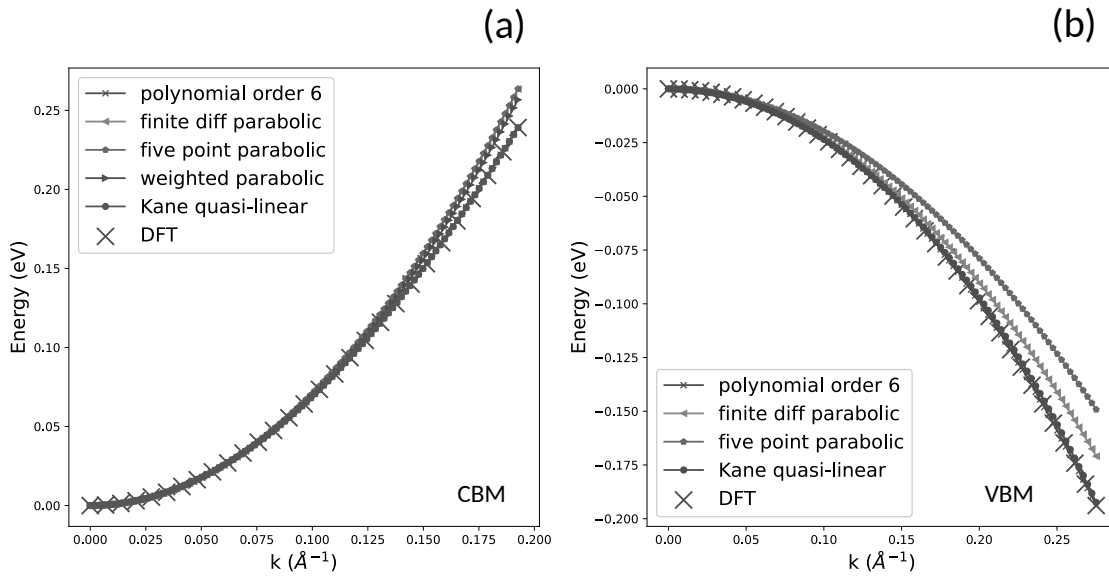 (a)
polynomial order 6
finite diff parabolic
five point parabolic
weighted parabolic
Kane quasi-linear
DFT
0.25
0.20
0.15
0.10
0.05
0.00
Energy (eV)
CBM
0.000 0.025 0.050 0.075 0.100 0.125 0.150 0.175 0.200
k (Å⁻¹)
(b)
0.000
−0.025
−0.050
−0.075
−0.100
−0.125
−0.150
−0.175
−0.200
Energy (eV)
polynomial order 6
finite diff parabolic
five point parabolic
Kane quasi-linear
DFT
VBM
0.00 0.05 0.10 0.15 0.20 0.25
k (Å⁻¹)